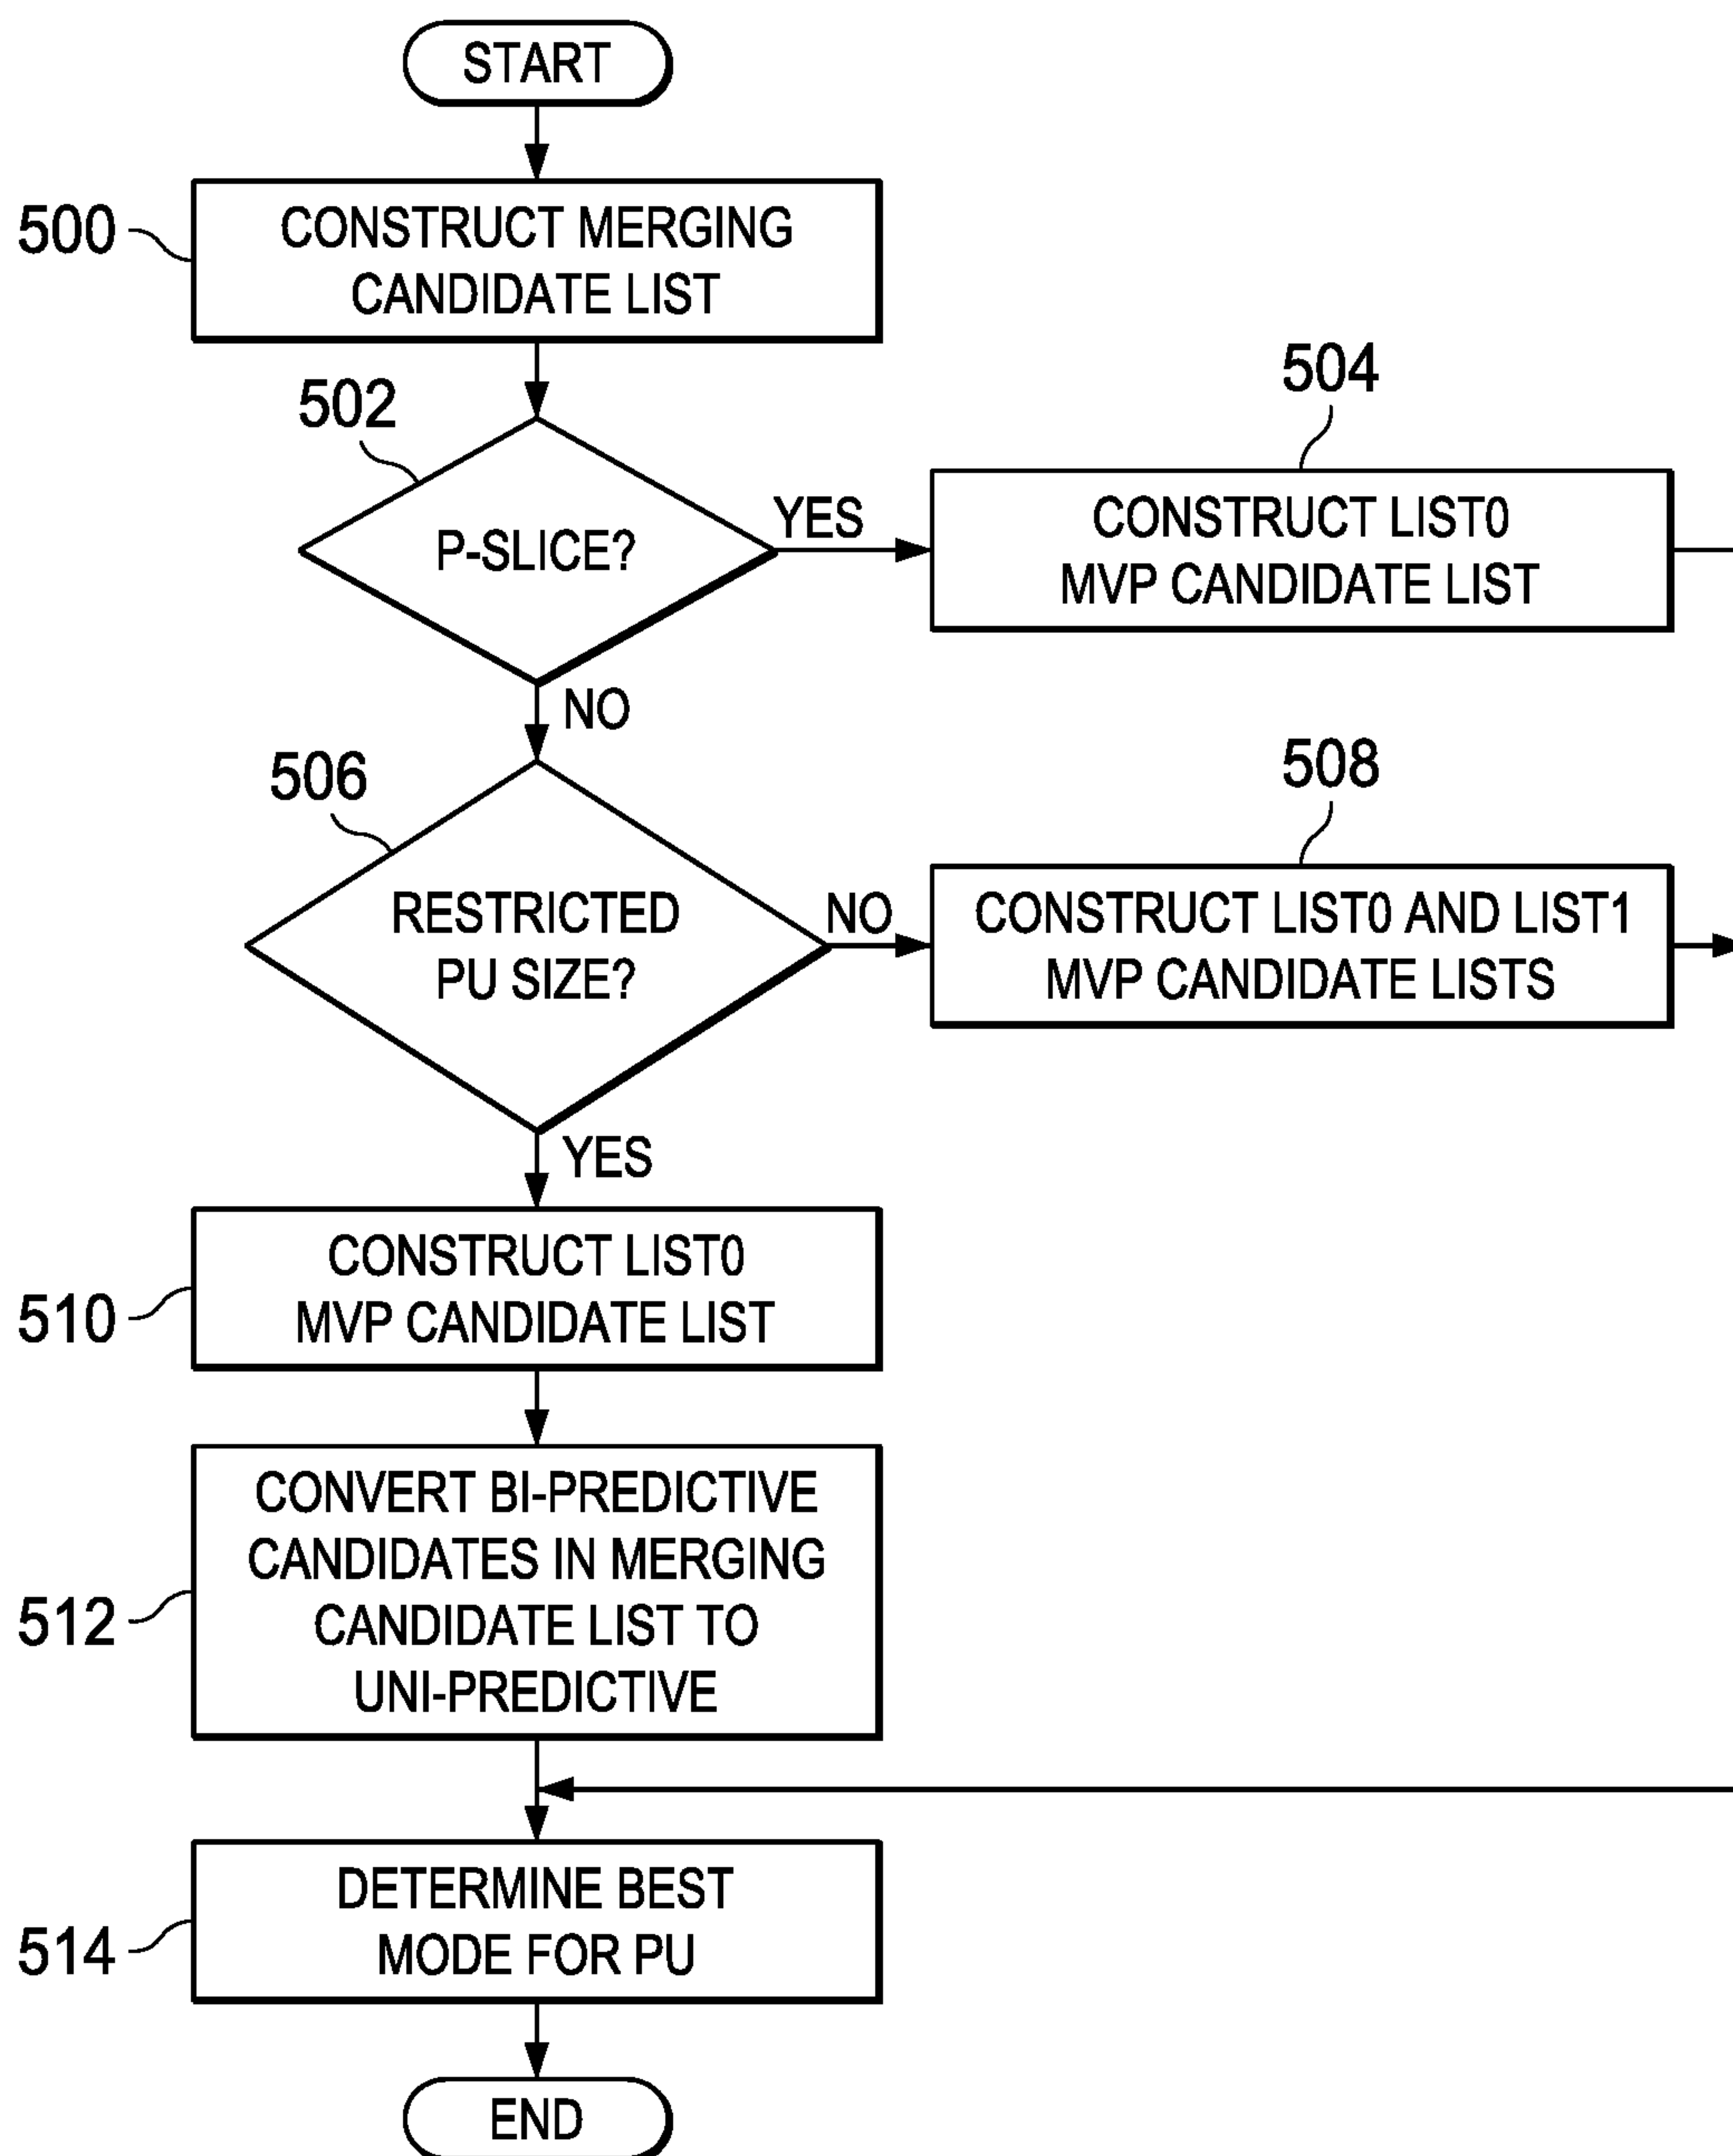 START
500
CONSTRUCT MERGING
CANDIDATE LIST
502
P-SLICE?
YES
504
CONSTRUCT LIST0
MVP CANDIDATE LIST
NO
506
RESTRICTED
PU SIZE?
NO
508
CONSTRUCT LIST0 AND LIST1
MVP CANDIDATE LISTS
YES
510
CONSTRUCT LIST0
MVP CANDIDATE LIST
512
CONVERT BI-PREDICTIVE
CANDIDATES IN MERGING
CANDIDATE LIST TO
UNI-PREDICTIVE
514
DETERMINE BEST
MODE FOR PU
END